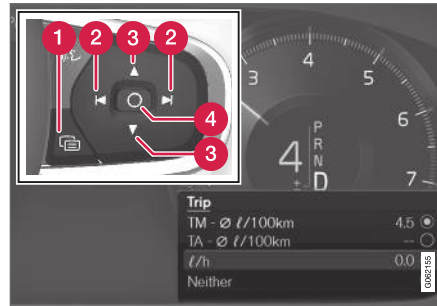 1
2
3
2
4
3
3
4
5
6
7
4
±
P
R
N
D
Trip
TM - Ø ℓ/100km 4.5
TA - Ø ℓ/100km --
ℓ/h 0.0
Neither
G062155